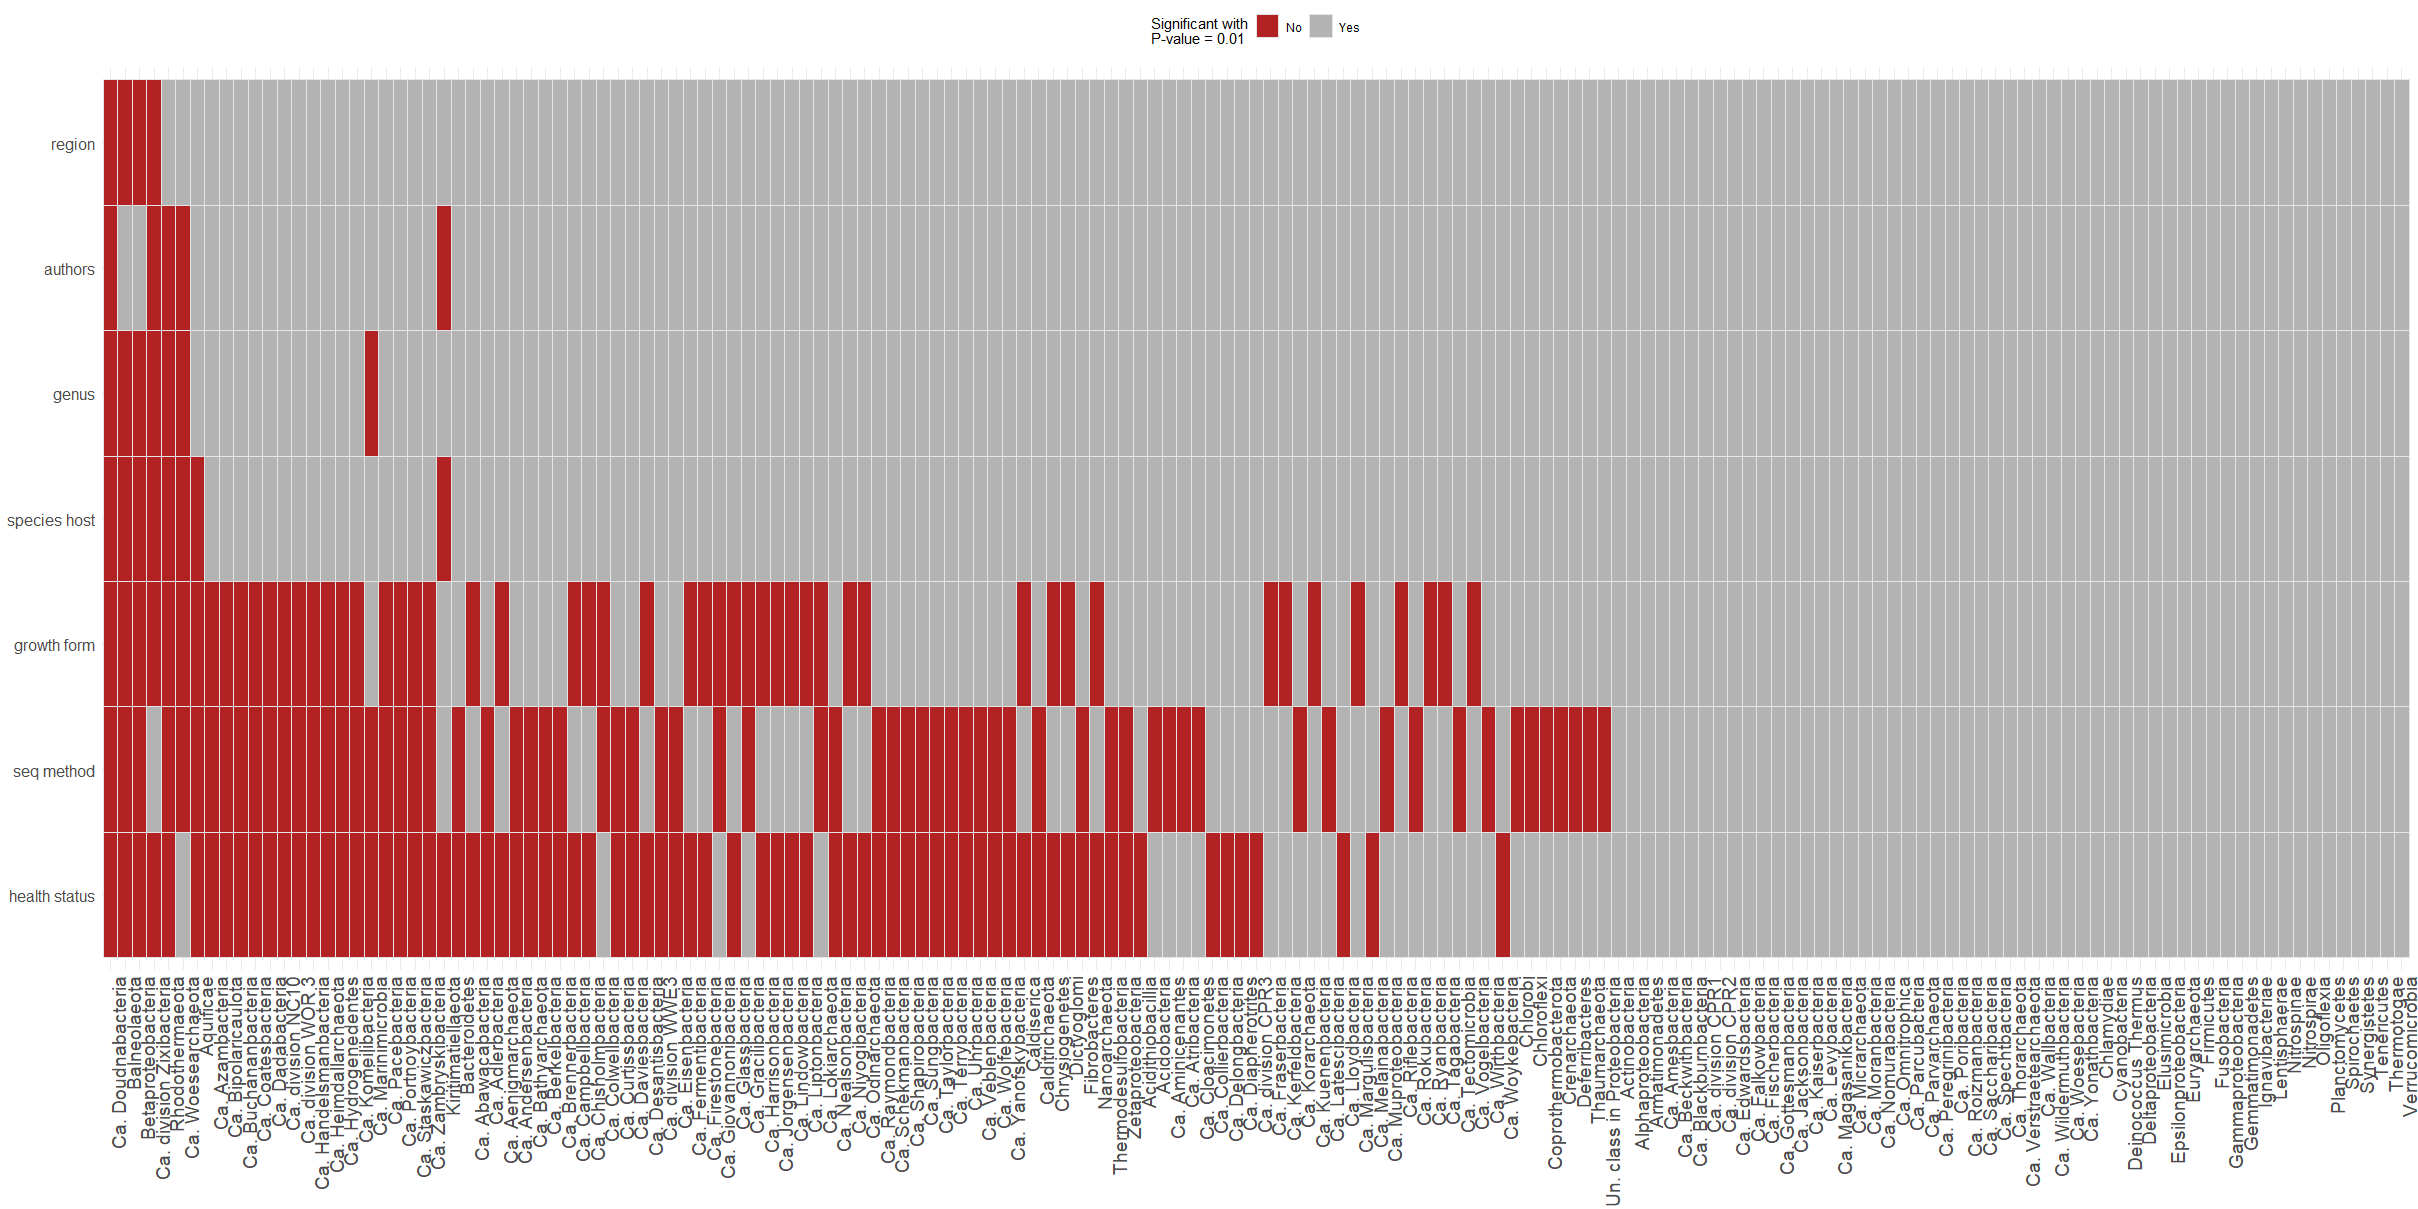 Significant with
P-value = 0.01
No
Yes
region
authors
genus
species host
growth form
seq method
health status
Ca. Doudnabacteria
Balneolaeota
Betaproteobacteria
Ca. division Zixibacteria
Rhodothermaeota
Ca. Woesearchaeota
Aquificae
Ca. Azambacteria
Ca. Bipolaricaulota
Ca. Buchananbacteria
Ca. Coatesbacteria
Ca. Dadabacteria
Ca. division NC10
Ca. division WOR 3
Ca. Handelsmanbacteria
Ca. Heimdalarchaeota
Ca. Hydrogenedentes
Ca. Komeilibacteria
Ca. Marinimicrobia
Ca. Pacebacteria
Ca. Portnoybacteria
Ca. Staskawiczbacteria
Ca. Zambryskibacteria
Kiritimatiellaeota
Bacteroidetes
Ca. Abawacabacteria
Ca. Adlerbacteria
Ca. Aenigmarchaeota
Ca. Andersenbacteria
Ca. Bathyarchaeota
Ca. Berkelbacteria
Ca. Brennerbacteria
Ca. Campbellbacteria
Ca. Chisholmbacteria
Ca. Colwellbacteria
Ca. Curtissbacteria
Ca. Daviesbacteria
Ca. Desantisbacteria
Ca. division WWE3
Ca. Eisenbacteria
Ca. Fermentibacteria
Ca. Firestonebacteria
Ca. Giovannonibacteria
Ca. Glassbacteria
Ca. Gracilibacteria
Ca. Harrisonbacteria
Ca. Jorgensenbacteria
Ca. Lindowbacteria
Ca. Liptonbacteria
Ca. Lokiarchaeota
Ca. Nealsonbacteria
Ca. Niyogibacteria
Ca. Odinarchaeota
Ca. Raymondbacteria
Ca. Schekmanbacteria
Ca. Shapirobacteria
Ca. Sungbacteria
Ca. Taylorbacteria
Ca. Terrybacteria
Ca. Uhrbacteria
Ca. Veblenbacteria
Ca. Wolfebacteria
Ca. Yanofskybacteria
Caldiserica
Calditrichaeota
Chrysiogenetes
Dictyoglomi
Fibrobacteres
Nanoarchaeota
Thermodesulfobacteria
Zetaproteobacteria
Acidithiobacillia
Acidobacteria
Ca. Aminicenantes
Ca. Atribacteria
Ca. Cloacimonetes
Ca. Collierbacteria
Ca. Delongbacteria
Ca. Diapherotrites
Ca. division CPR3
Ca. Fraserbacteria
Ca. Kerfeldbacteria
Ca. Korarchaeota
Ca. Kuenenbacteria
Ca. Latescibacteria
Ca. Lloydbacteria
Ca. Margulisbacteria
Ca. Melainabacteria
Ca. Muproteobacteria
Ca. Riflebacteria
Ca. Rokubacteria
Ca. Ryanbacteria
Ca. Tagabacteria
Ca. Tectomicrobia
Ca. Vogelbacteria
Ca. Wirthbacteria
Ca. Woykebacteria
Chlorobi
Chloroflexi
Coprothermobacterota
Crenarchaeota
Deferribacteres
Thaumarchaeota
Un. class in Proteobacteria
Actinobacteria
Alphaproteobacteria
Armatimonadetes
Ca. Amesbacteria
Ca. Beckwithbacteria
Ca. Blackburnbacteria
Ca. division CPR1
Ca. division CPR2
Ca. Edwardsbacteria
Ca. Falkowbacteria
Ca. Fischerbacteria
Ca. Gottesmanbacteria
Ca. Jacksonbacteria
Ca. Kaiserbacteria
Ca. Levybacteria
Ca. Magasanikbacteria
Ca. Micrarchaeota
Ca. Moranbacteria
Ca. Nomurabacteria
Ca. Omnitrophica
Ca. Parcubacteria
Ca. Parvarchaeota
Ca. Peregrinibacteria
Ca. Poribacteria
Ca. Roizmanbacteria
Ca. Saccharibacteria
Ca. Spechtbacteria
Ca. Thorarchaeota
Ca. Verstraetearchaeota
Ca. Wallbacteria
Ca. Wildermuthbacteria
Ca. Woesebacteria
Ca. Yonathbacteria
Chlamydiae
Cyanobacteria
Deinococcus Thermus
Deltaproteobacteria
Elusimicrobia
Epsilonproteobacteria
Euryarchaeota
Firmicutes
Fusobacteria
Gammaproteobacteria
Gemmatimonadetes
Ignavibacteriae
Lentisphaerae
Nitrospinae
Nitrospirae
Oligoflexia
Planctomycetes
Spirochaetes
Synergistetes
Tenericutes
Thermotogae
Verrucomicrobia